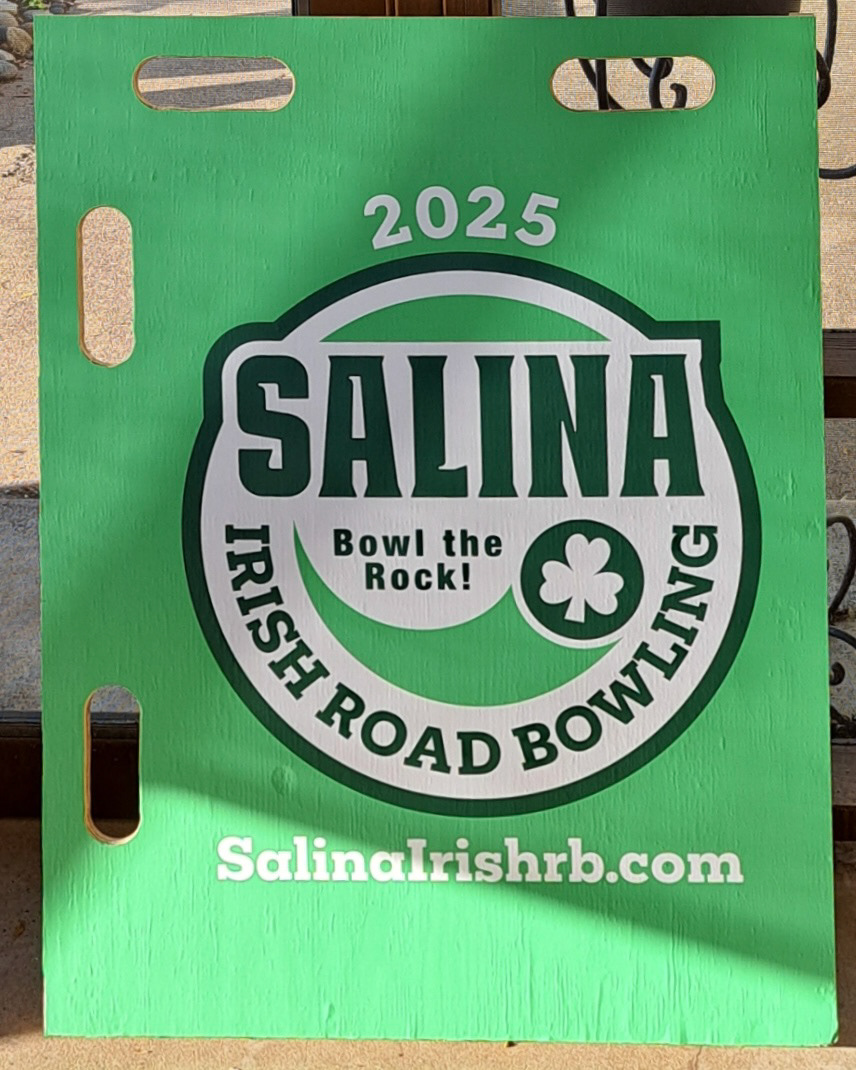 2025
SALINA
Bowl the
Rock!
IRISH ROAD BOWLING
SalinaIrishrb.com